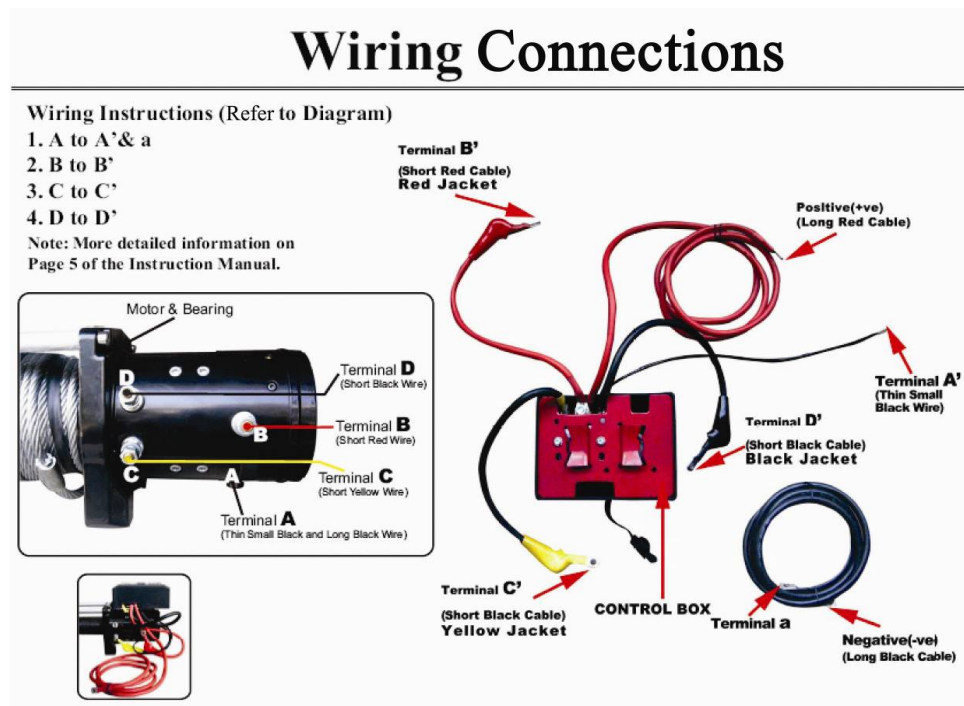 Wiring Connections
Wiring Instructions (Refer to Diagram)
1. A to A'& a
2. B to B'
3. C to C'
4. D to D'
Note: More detailed information on
Page 5 of the Instruction Manual.
Terminal B'
(Short Red Cable)
Red Jacket
Positive(+ve)
(Long Red Cable)
Motor & Bearing
D
Terminal D
(Short Black Wire)
B
Terminal B
(Short Red Wire)
C
Terminal C
(Short Yellow Wire)
A
Terminal A
(Thin Small Black and Long Black Wire)
Terminal A'
(Thin Small
Black Wire)
Terminal D'
(Short Black Cable)
Black Jacket
Terminal C'
(Short Black Cable)
Yellow Jacket
CONTROL BOX
Terminal a
Negative(-ve)
(Long Black Cable)